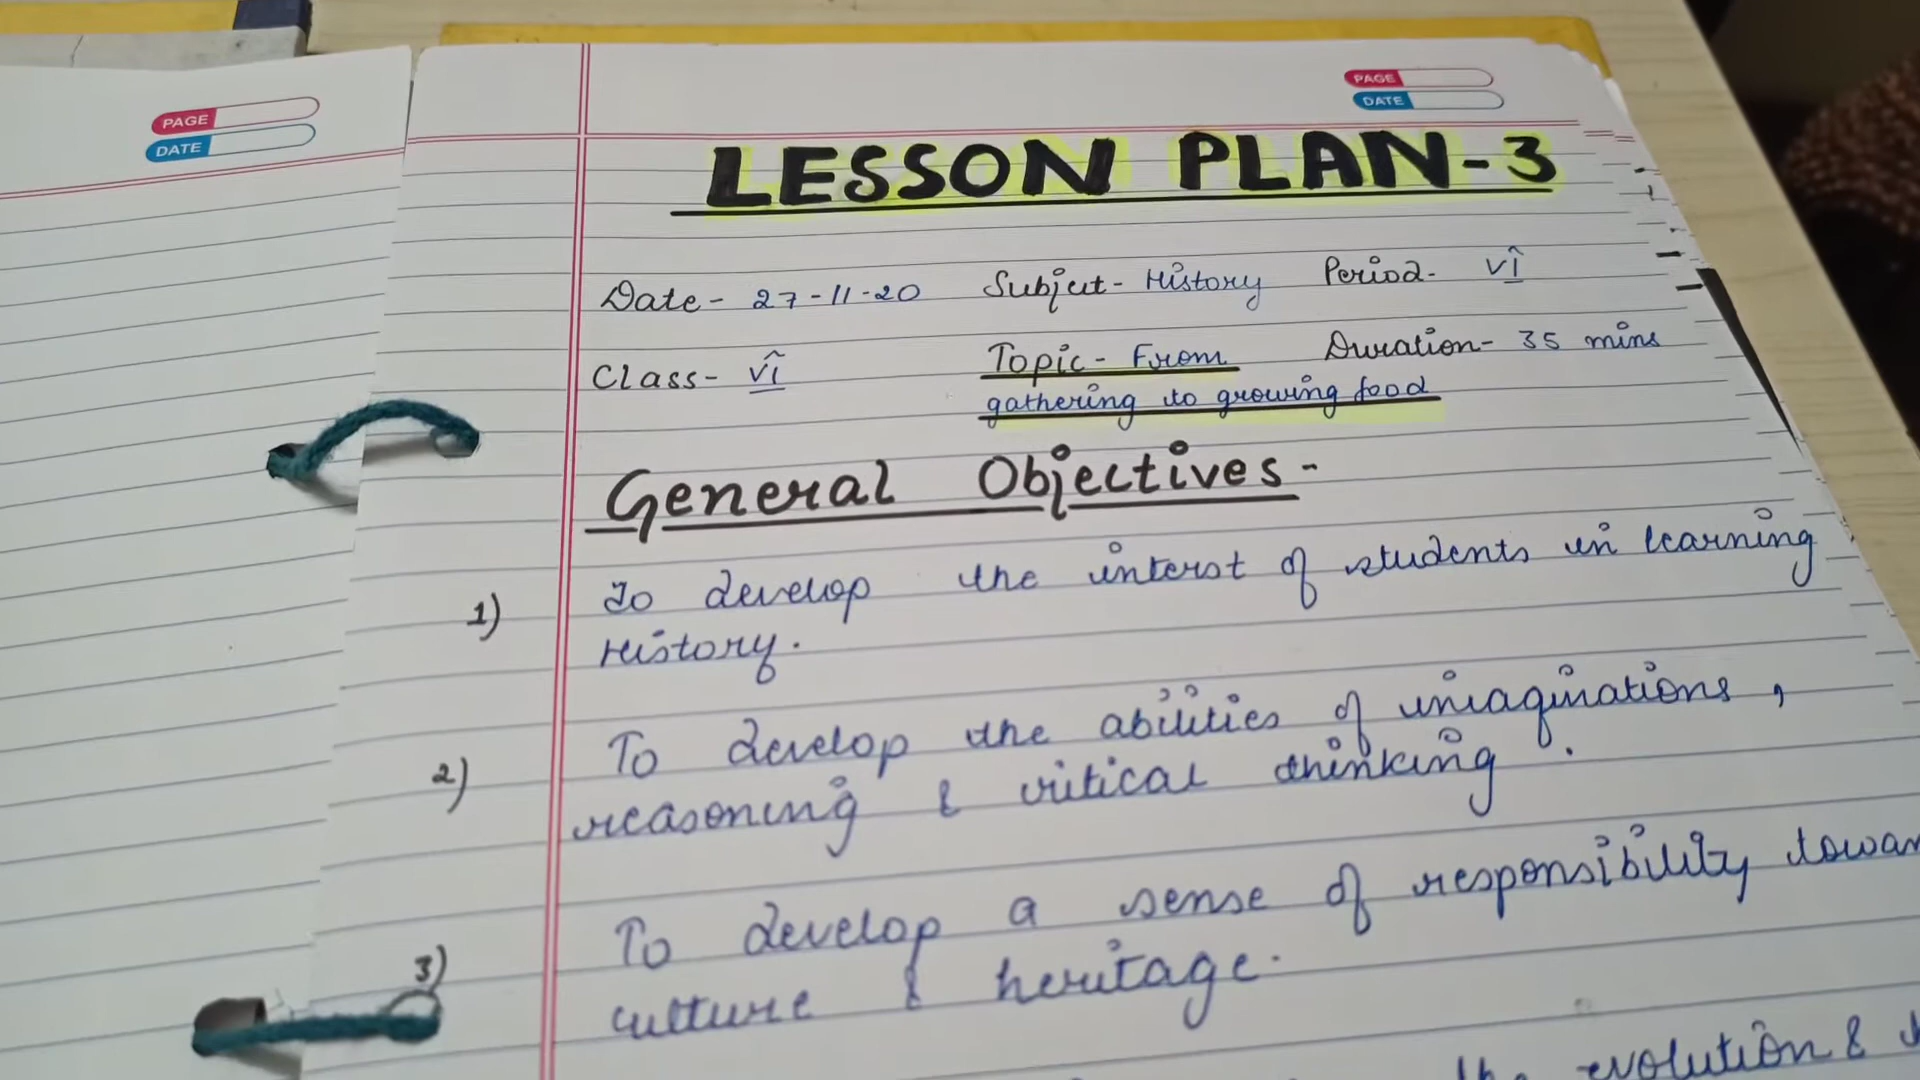 PAGE
DATE
PAGE
DATE
LESSON PLAN-3
Date- 27-11-20 Subject- History Period- VI
Class- VI Topic- From Duration- 35 mins
gathering to growing food
General Objectives-
1) To develop the interst of students in learning
History.
2) To develop the abilities of imaginations,
reasoning & critical thinking.
3) To develop a sense of responsibility
culture & heritage.
the evolution &